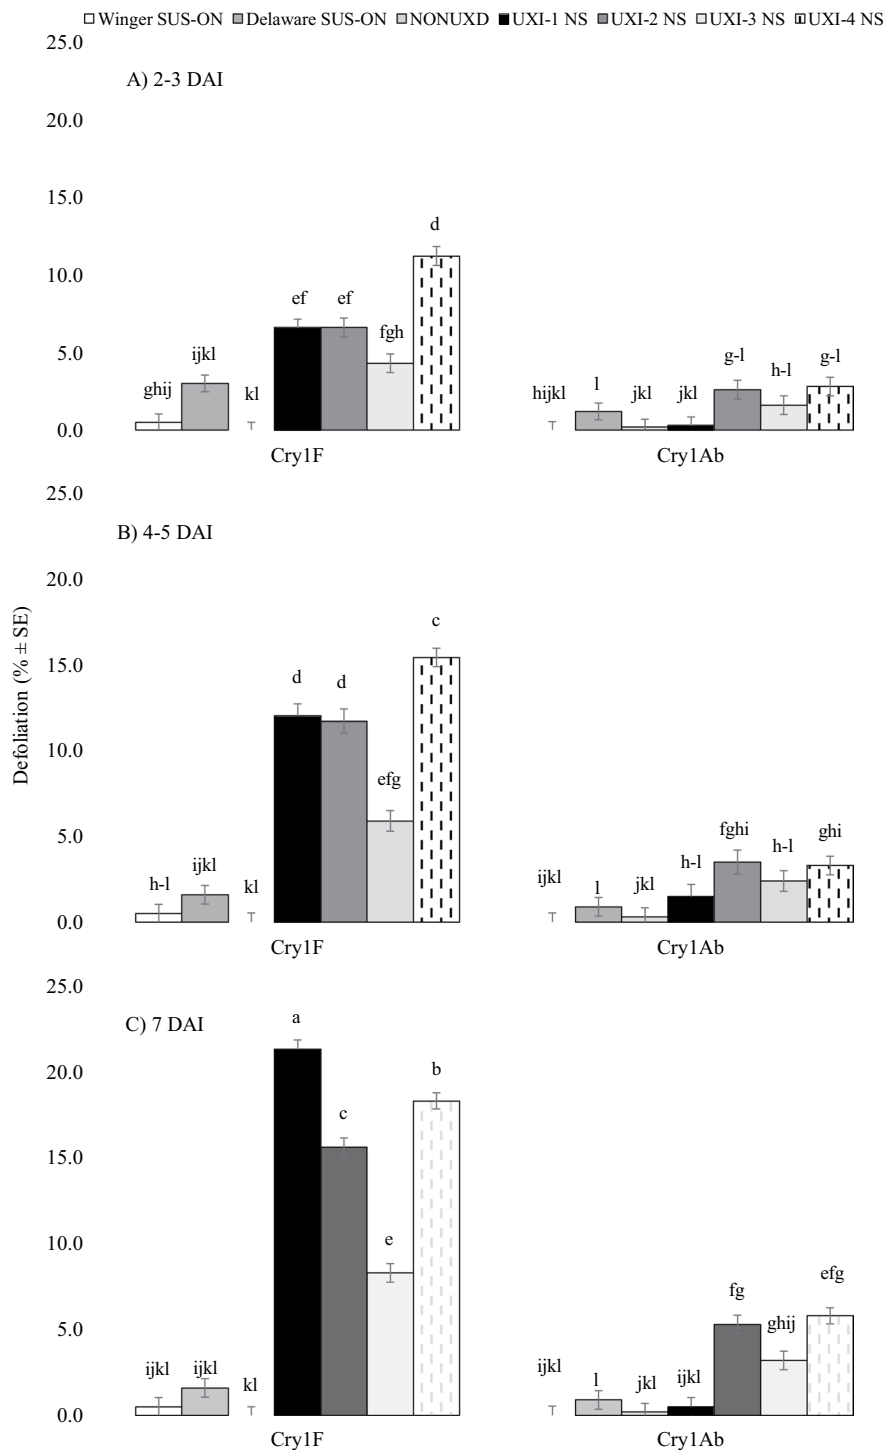 Winger SUS-ON Delaware SUS-ON NONUXD UXI-1 NS UXI-2 NS UXI-3 NS UXI-4 NS
25.0
A) 2-3 DAI
20.0
15.0
d
10.0
ef ef
fgh
5.0
ijkl g-l g-l
h-l
ghij kl hijkl l jkl jkl
0.0
Cry1F Cry1Ab
25.0
B) 4-5 DAI
20.0
Defoliation (% ± SE)
c
15.0
d d
10.0
efg
5.0
fghi ghi
h-l h-l
h-l ijkl kl ijkl l jkl
0.0
Cry1F Cry1Ab
25.0
C) 7 DAI
a
20.0
b
c
15.0
10.0
e
efg
fg
5.0
ghij
ijkl ijkl kl ijkl l jkl ijkl
0.0
Cry1F Cry1Ab